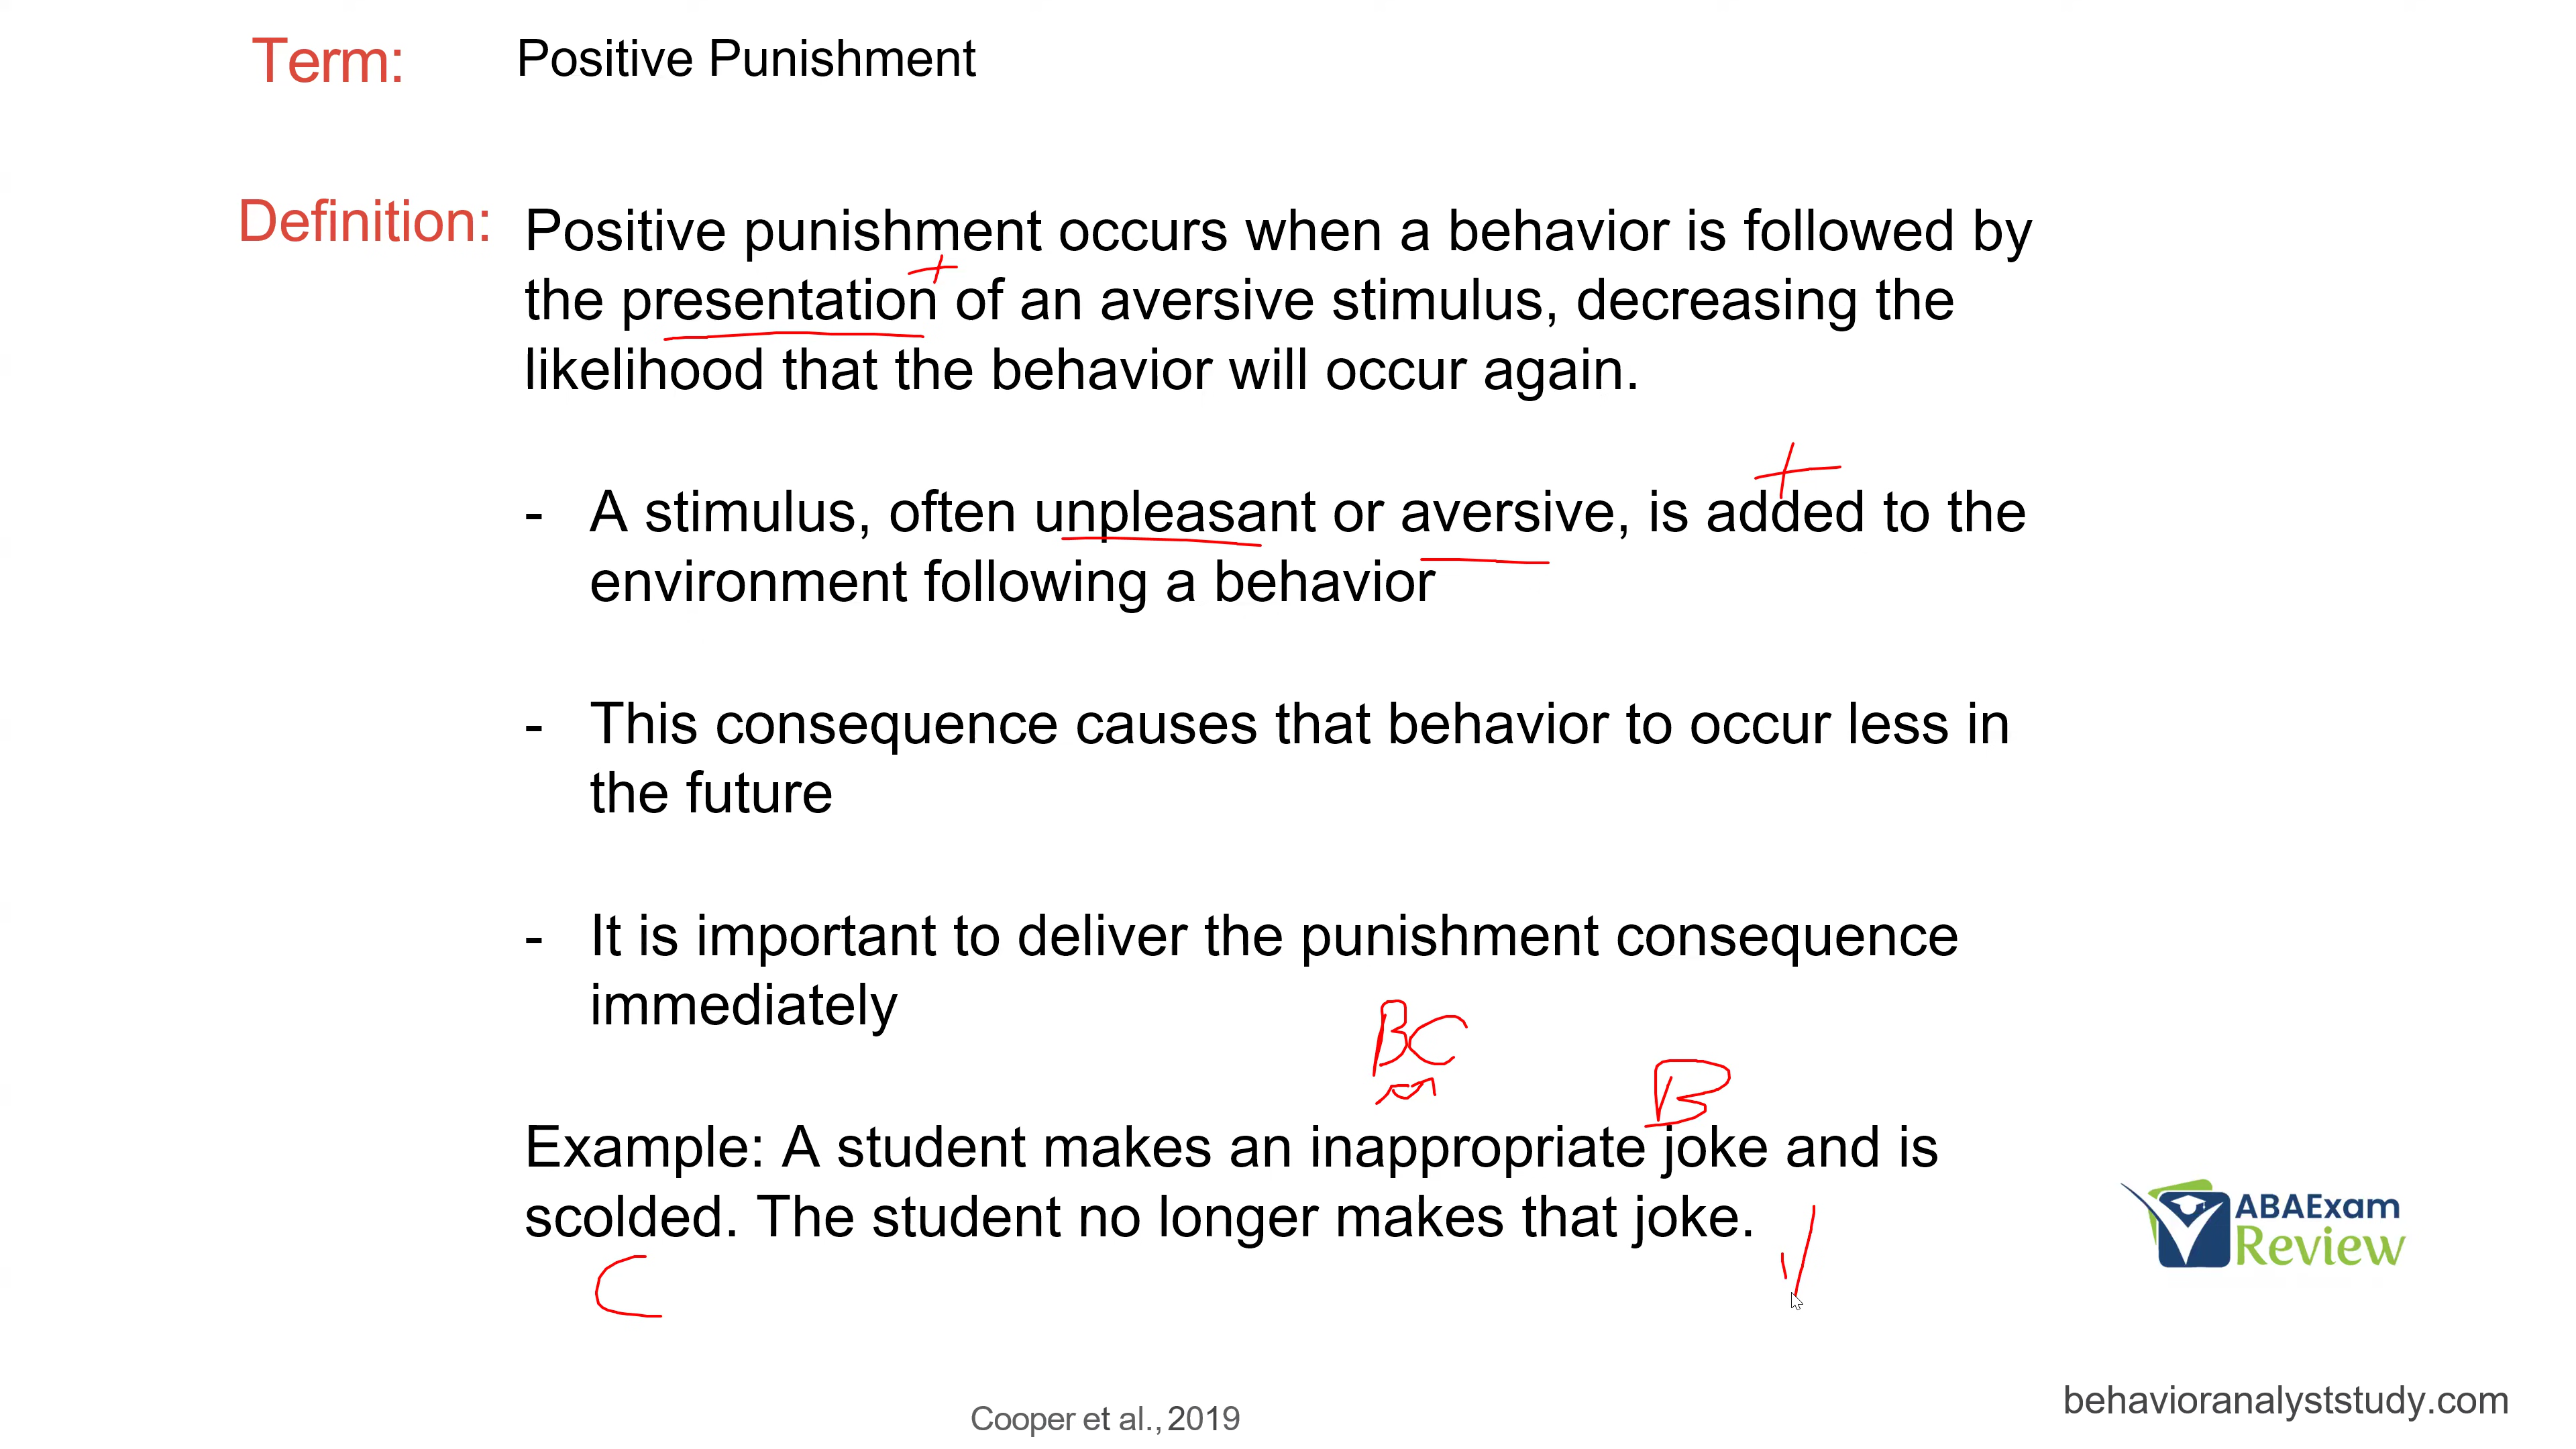 Term: Positive Punishment
Definition: Positive punishment occurs when a behavior is followed by
+
the presentation of an aversive stimulus, decreasing the
likelihood that the behavior will occur again.
+
- A stimulus, often unpleasant or aversive, is added to the
environment following a behavior
- This consequence causes that behavior to occur less in
the future
- It is important to deliver the punishment consequence
immediately
BC
B
Example: A student makes an inappropriate joke and is
scolded. The student no longer makes that joke.
C
ABAExam
Review
behavioranalyststudy.com
Cooper et al., 2019